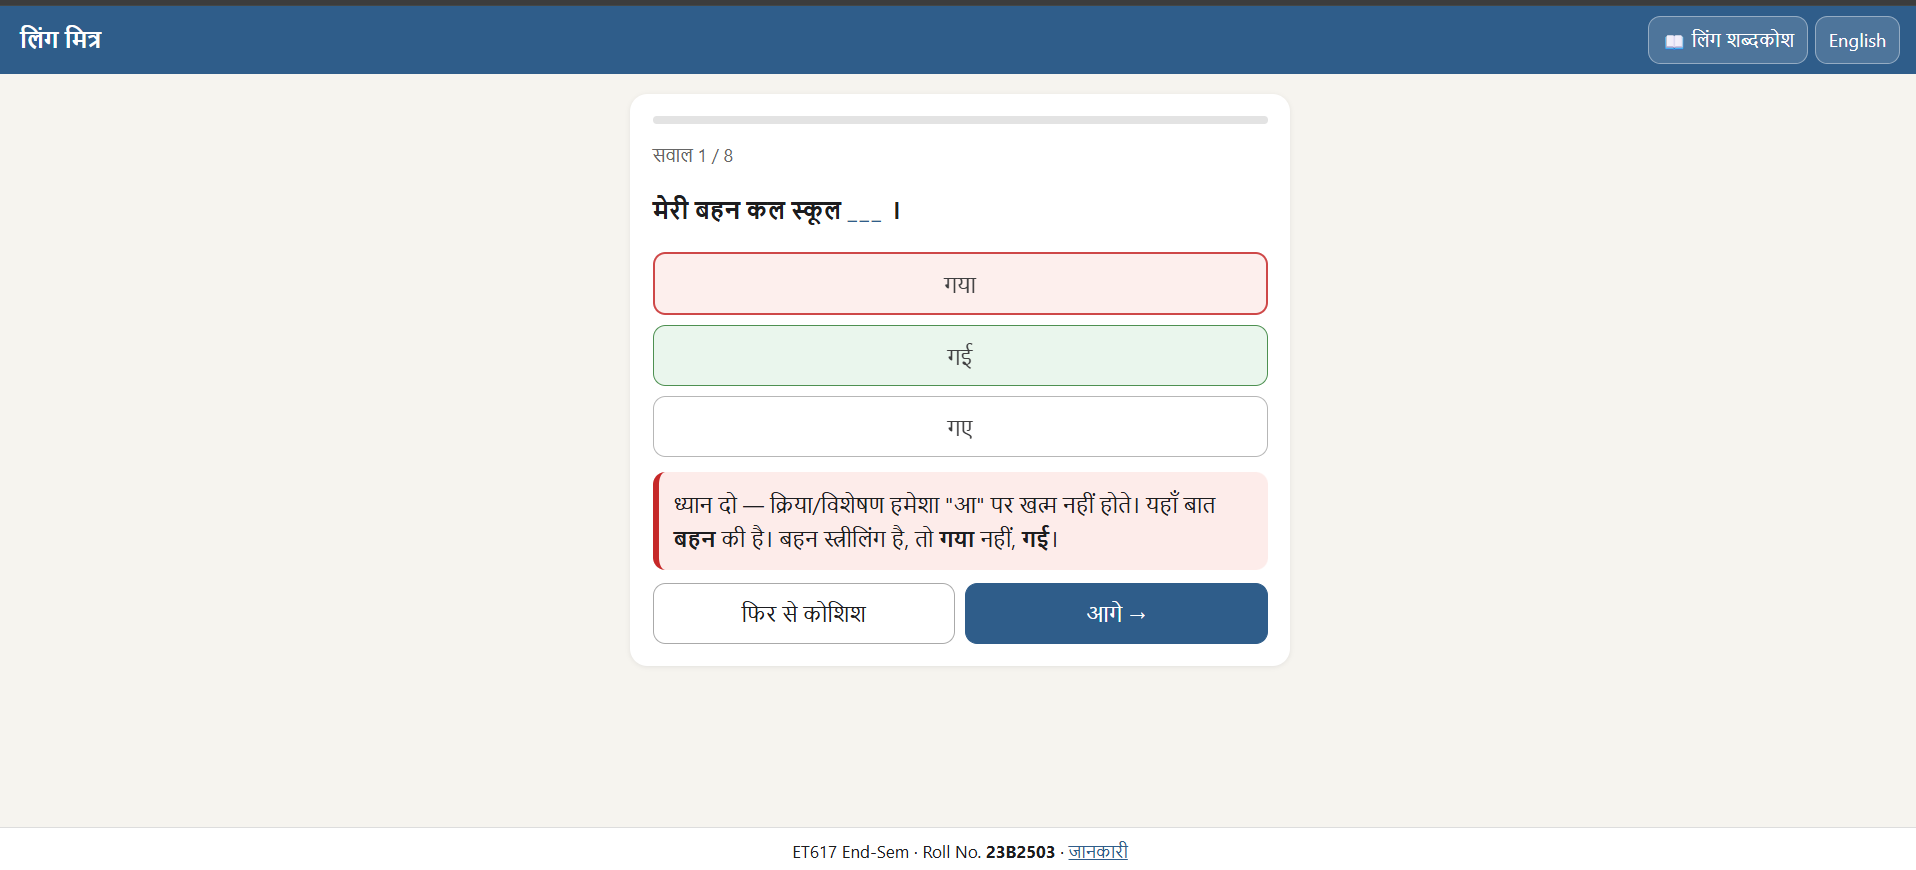 लिंग मित्र
📖 लिंग शब्दकोश
English
सवाल 1 / 8
मेरी बहन कल स्कूल ___ ।
गया
गई
गए
ध्यान दो — क्रिया/विशेषण हमेशा "आ" पर खत्म नहीं होते। यहाँ बात
बहन की है। बहन स्त्रीलिंग है, तो गया नहीं, गई।
फिर से कोशिश
आगे →
ET617 End-Sem · Roll No. 23B2503 · जानकारी